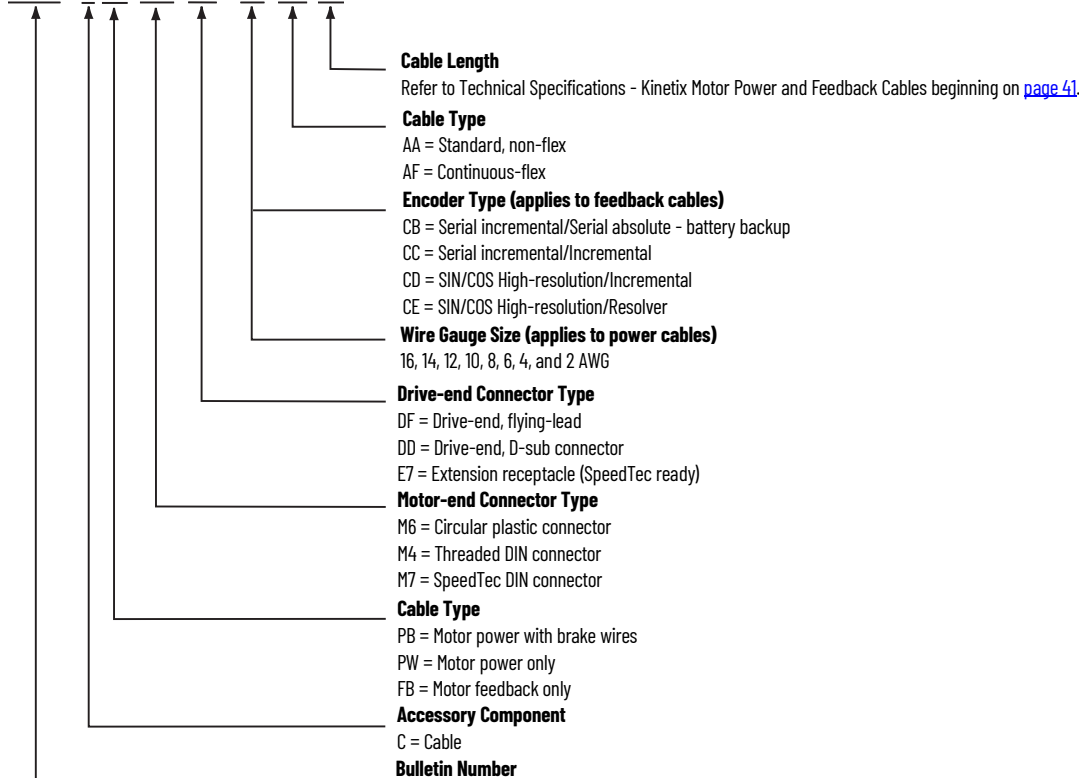 Cable Length
Refer to Technical Specifications - Kinetix Motor Power and Feedback Cables beginning on page 41.
Cable Type
AA = Standard, non-flex
AF = Continuous-flex
Encoder Type (applies to feedback cables)
CB = Serial incremental/Serial absolute - battery backup
CC = Serial incremental/Incremental
CD = SIN/COS High-resolution/Incremental
CE = SIN/COS High-resolution/Resolver
Wire Gauge Size (applies to power cables)
16, 14, 12, 10, 8, 6, 4, and 2 AWG
Drive-end Connector Type
DF = Drive-end, flying-lead
DD = Drive-end, D-sub connector
E7 = Extension receptacle (SpeedTec ready)
Motor-end Connector Type
M6 = Circular plastic connector
M4 = Threaded DIN connector
M7 = SpeedTec DIN connector
Cable Type
PB = Motor power with brake wires
PW = Motor power only
FB = Motor feedback only
Accessory Component
C = Cable
Bulletin Number